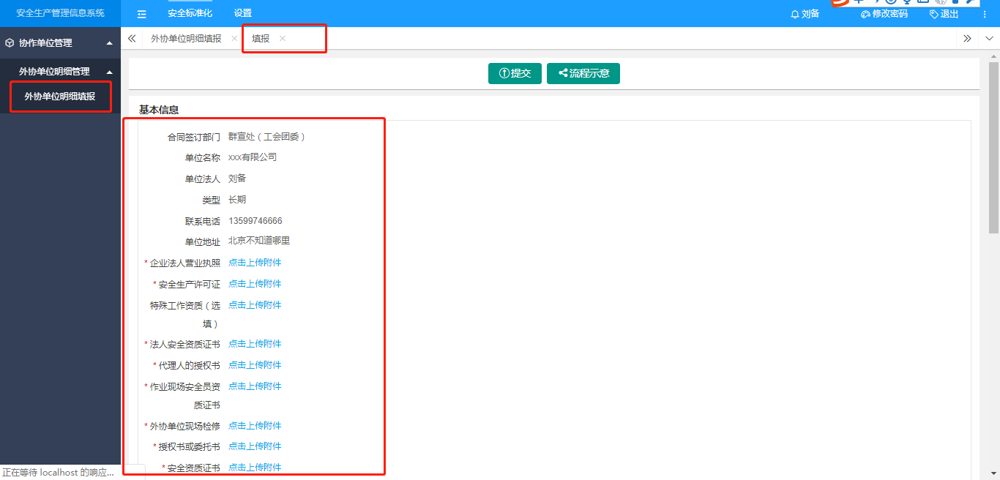 安全生产管理信息系统
安全标准化 设置
刘备 修改密码 退出
协作单位管理
外协单位明细填报 × 填报 ×
外协单位明细管理
外协单位明细填报
提交 流程示意
基本信息
合同签订部门 群宣处（工会团委）
单位名称 xxx有限公司
单位法人 刘备
类型 长期
联系电话 13599746666
单位地址 北京不知道哪里
* 企业法人营业执照 点击上传附件
* 安全生产许可证 点击上传附件
特殊工作资质（选 点击上传附件
填）
* 法人安全资质证书 点击上传附件
* 代理人的授权书 点击上传附件
* 作业现场安全员资 点击上传附件
质证书
* 外协单位现场检修 点击上传附件
* 授权书或委托书 点击上传附件
* 安全资质证书 点击上传附件
正在等待 localhost 的响应...